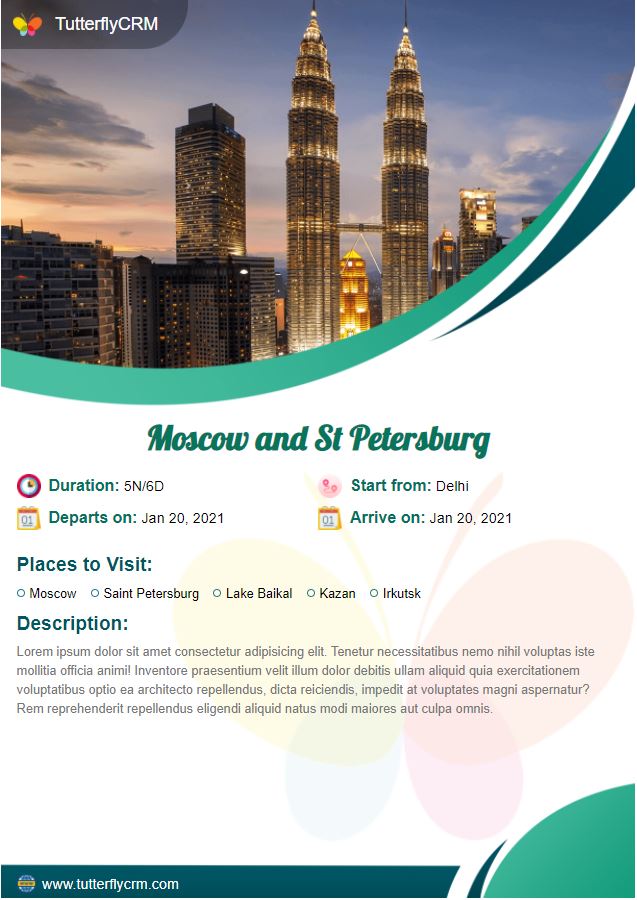 TutterflyCRM
Moscow and St Petersburg
Duration: 5N/6D
Start from: Delhi
Departs on: Jan 20, 2021
Arrive on: Jan 20, 2021
Places to Visit:
Moscow Saint Petersburg Lake Baikal Kazan Irkutsk
Description:
Lorem ipsum dolor sit amet consectetur adipisicing elit. Tenetur necessitatibus nemo nihil voluptas iste
mollitia officia animi! Inventore praesentium velit illum dolor debitis ullam aliquid quia exercitationem
voluptatibus optio ea architecto repellendus, dicta reiciendis, impedit at voluptates magni aspernatur?
Rem reprehenderit repellendus eligendi aliquid natus modi maiores aut culpa omnis.
www.tutterflycrm.com